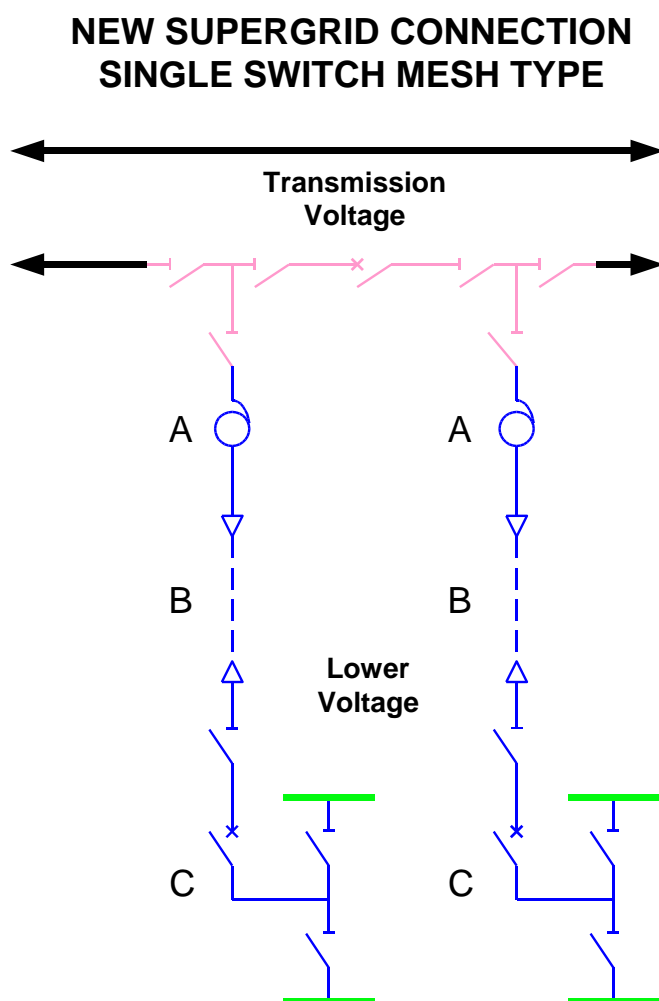 NEW SUPERGRID CONNECTION
SINGLE SWITCH MESH TYPE
Transmission
Voltage
A
A
B
B
Lower
Voltage
C
C